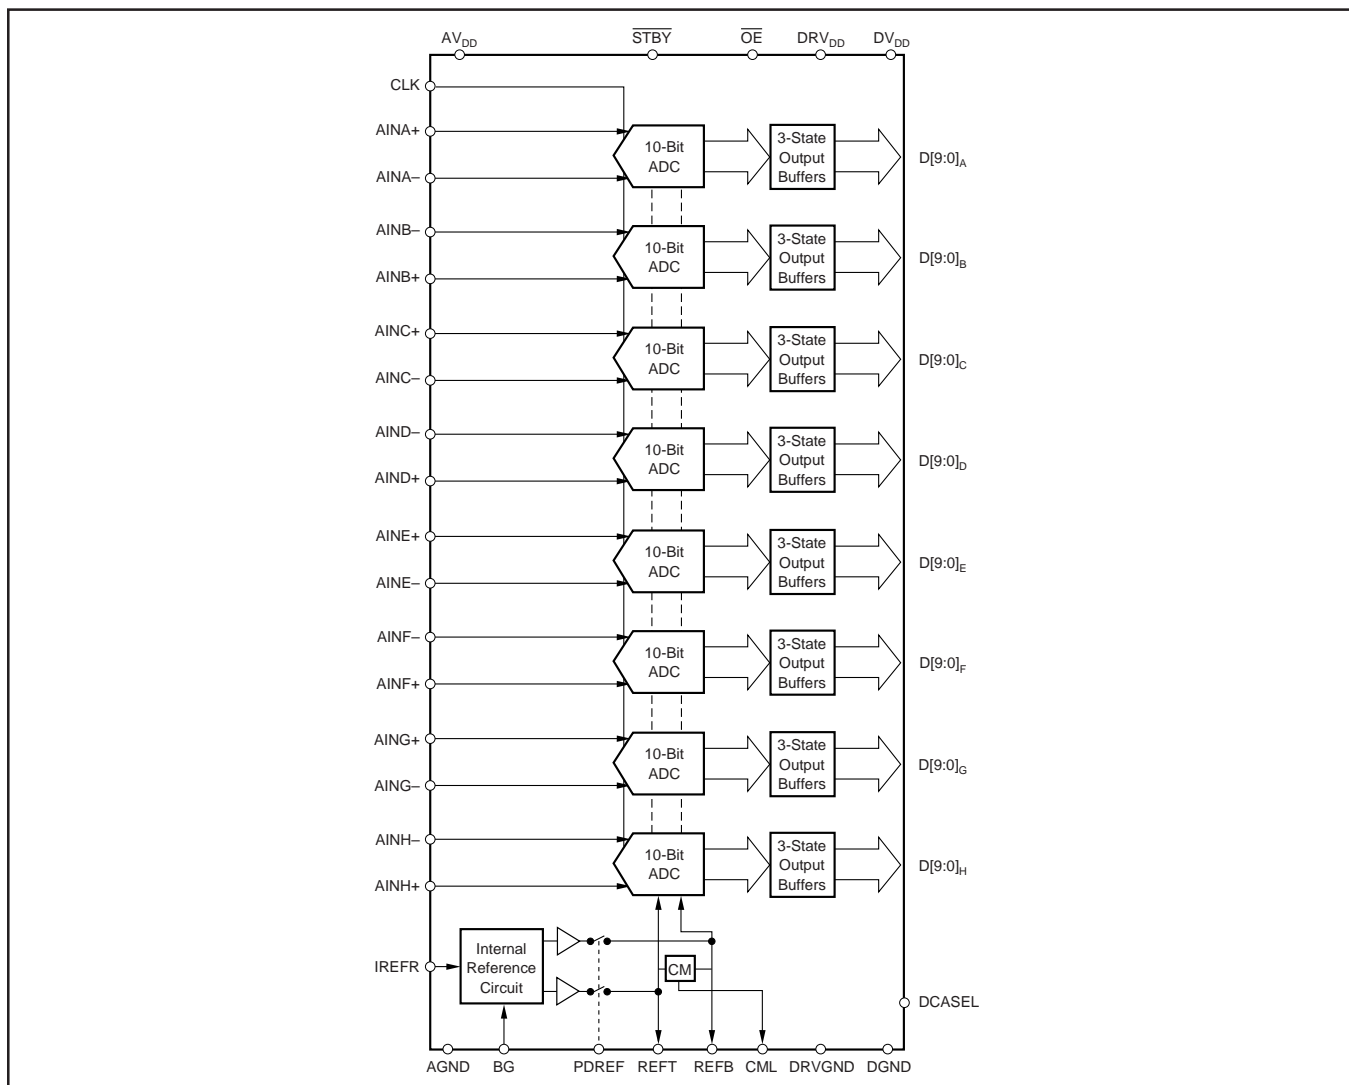 AVDD STBY OE DRVDD DVDD
CLK
AINA+
AINA–
10-Bit
ADC
3-State
Output
Buffers
D[9:0]A
AINB–
AINB+
10-Bit
ADC
3-State
Output
Buffers
D[9:0]B
AINC+
AINC–
10-Bit
ADC
3-State
Output
Buffers
D[9:0]C
AIND–
AIND+
10-Bit
ADC
3-State
Output
Buffers
D[9:0]D
AINE+
AINE–
10-Bit
ADC
3-State
Output
Buffers
D[9:0]E
AINF–
AINF+
10-Bit
ADC
3-State
Output
Buffers
D[9:0]F
AING+
AING–
10-Bit
ADC
3-State
Output
Buffers
D[9:0]G
AINH–
AINH+
10-Bit
ADC
3-State
Output
Buffers
D[9:0]H
IREFR
Internal
Reference
Circuit
CM
DCASEL
AGND BG PDREF REFT REFB CML DRVGND DGND